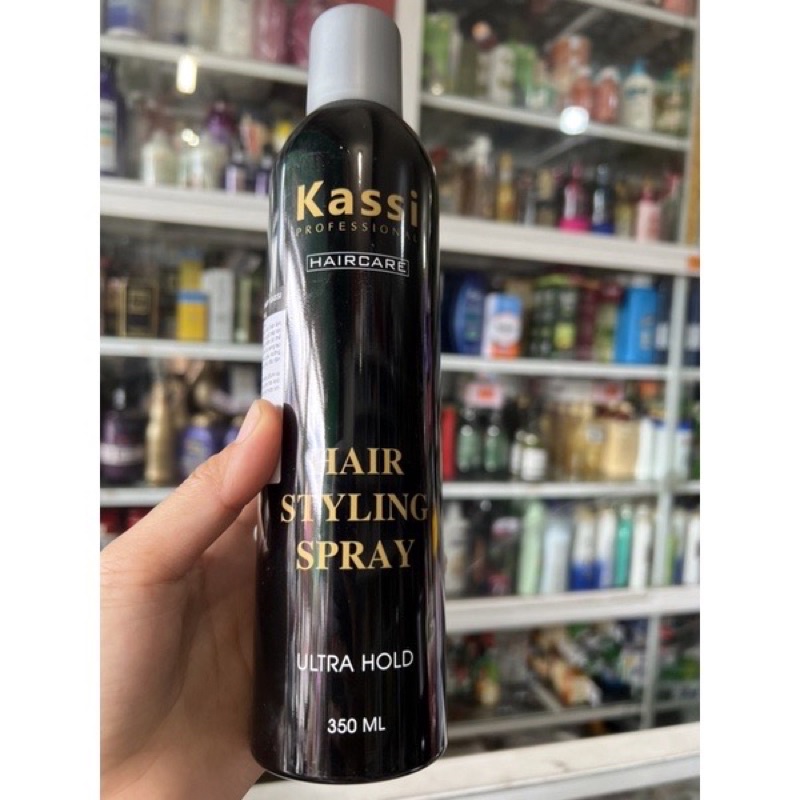 Kassi
PROFESSIONAL
HAIRCARE
HAIR
STYLING
SPRAY
ULTRA HOLD
350 ML